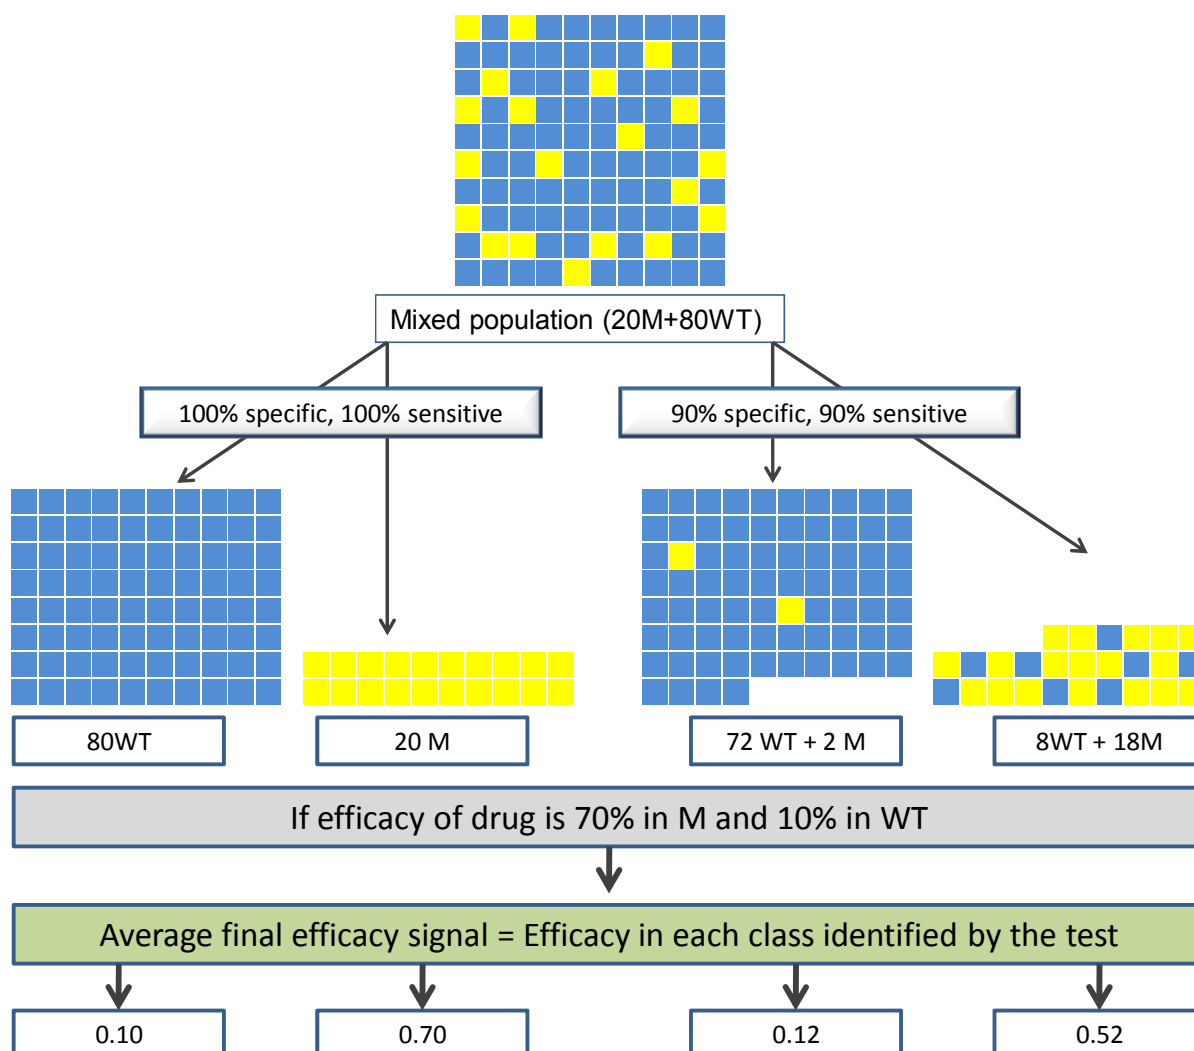 Mixed population (20M+80WT)
100% specific, 100% sensitive
90% specific, 90% sensitive
80WT
20 M
72 WT + 2 M
8WT + 18M
If efficacy of drug is 70% in M and 10% in WT
Average final efficacy signal = Efficacy in each class identified by the test
0.10
0.70
0.12
0.52